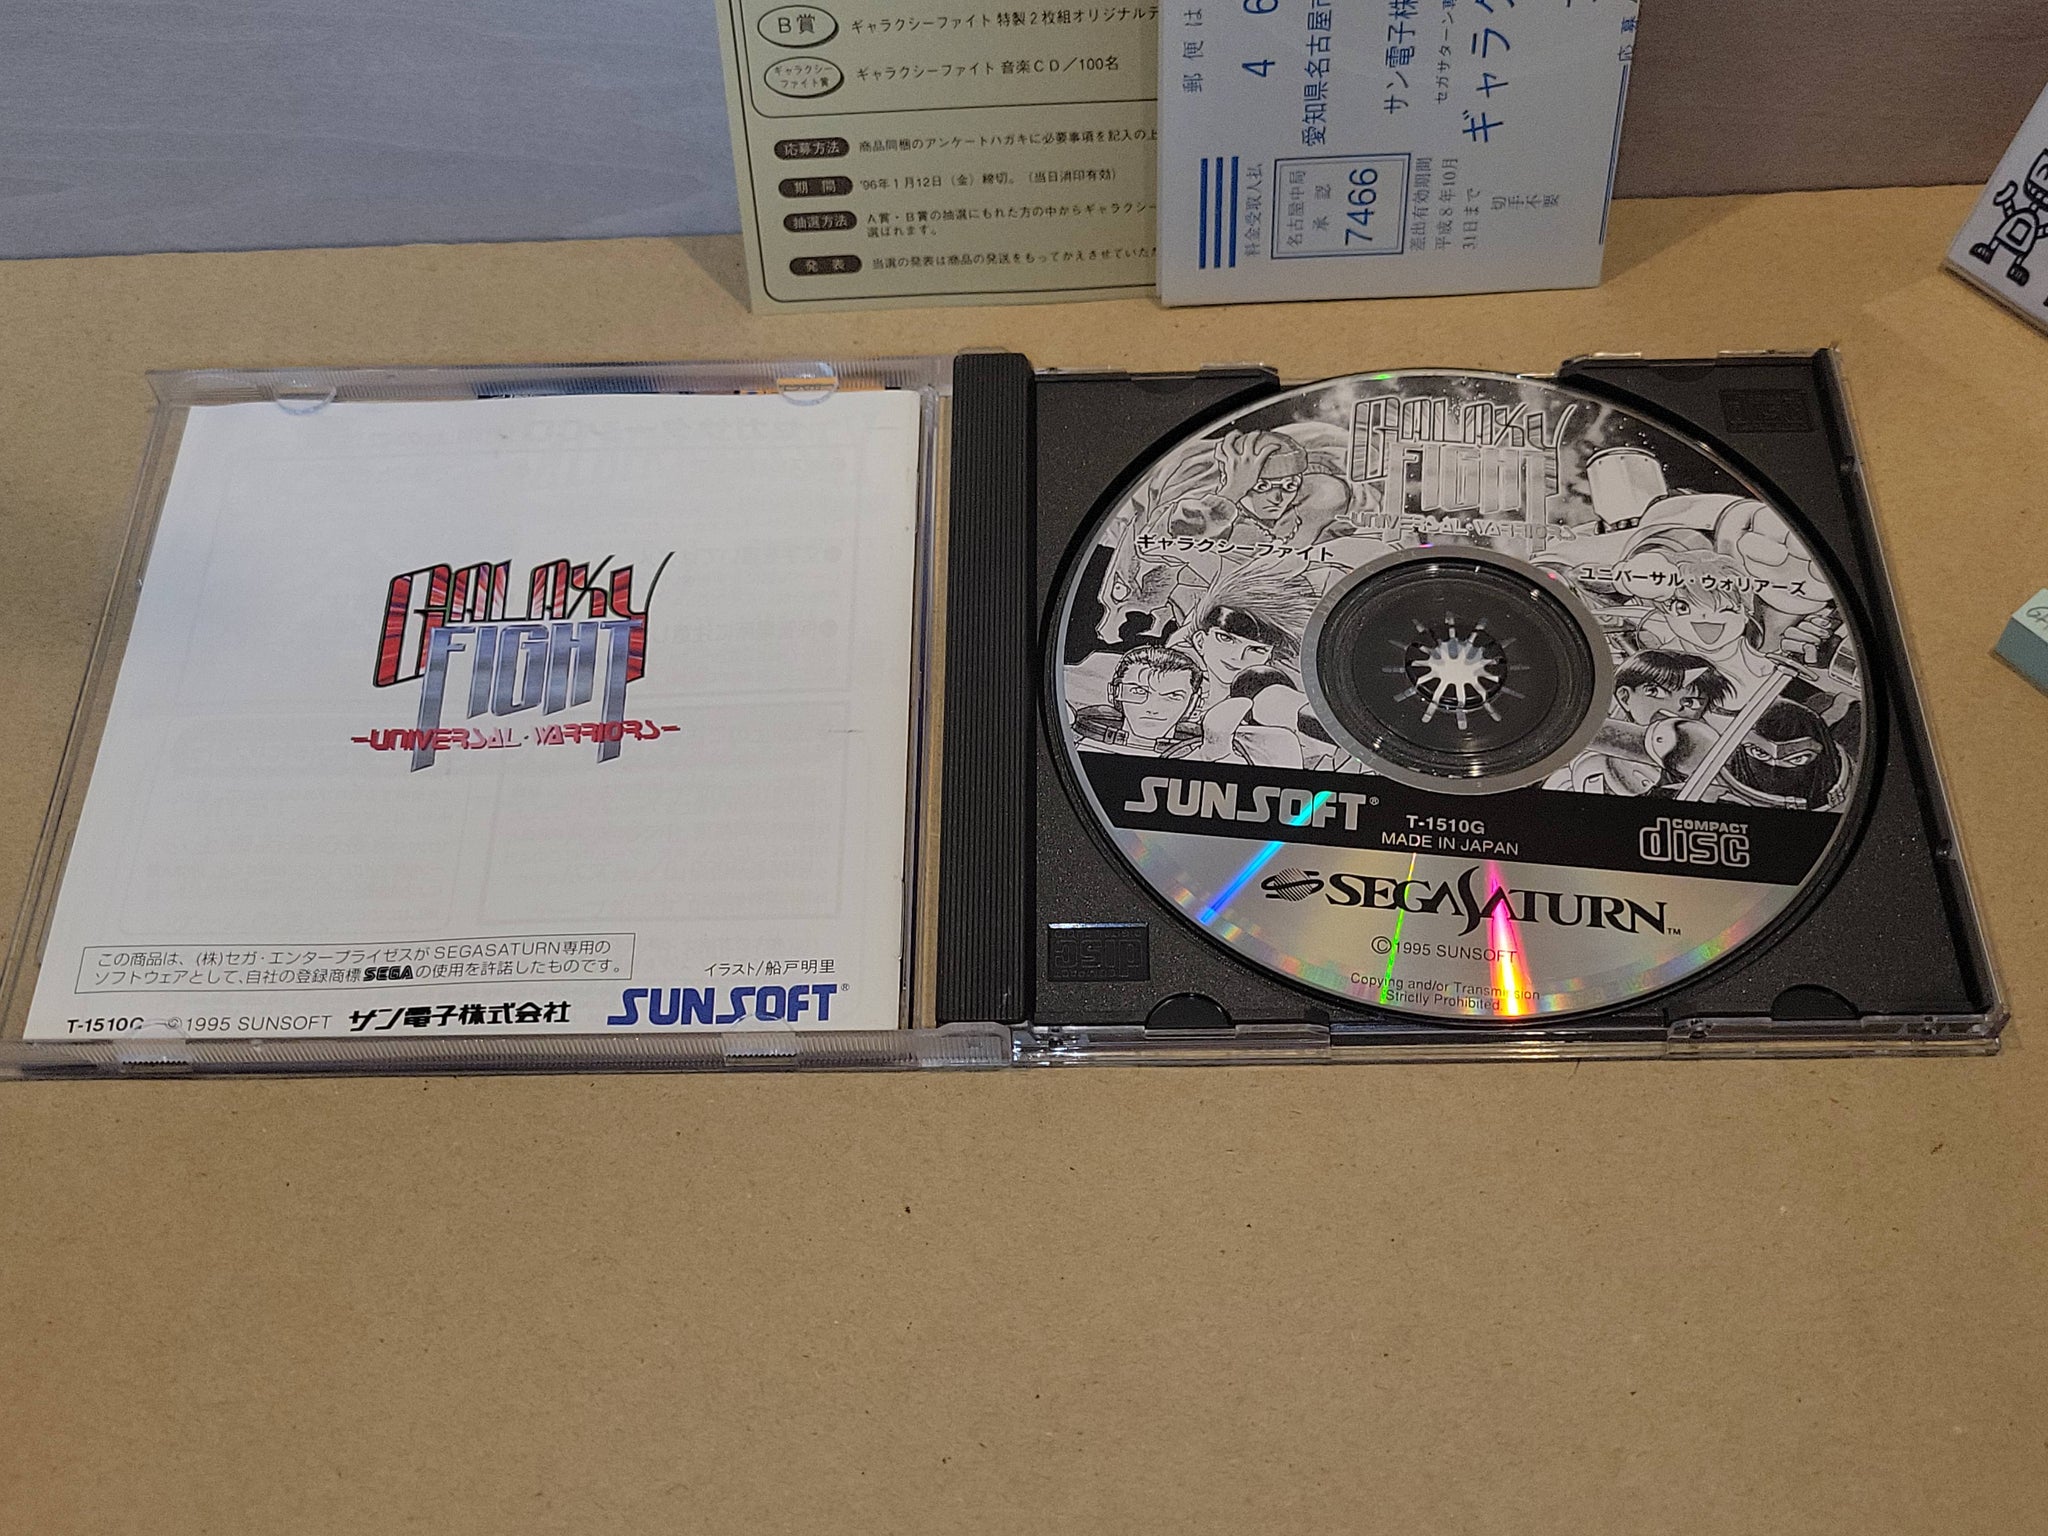 B賞 ギャラクシーファイト 特製2枚組オリジナルテ
ギャラクシーファイト賞 ギャラクシーファイト 音楽CD/100名
応募方法 商品同梱のアンケートハガキに必要事項を記入の上
期間 '96年1月12日(金)締切。(当日消印有効)
抽選方法 A賞・B賞の抽選にもれた方の中からギャラクシー
選ばれます。
発表 当選の発表は商品の発送をもってかえさせていただ
郵便は
4 6
愛知県名古屋市
サン電子株
セガサターン専
ギャラク
応募
料金受取人払
名古屋中局
承認
7466
差出有効期間
平成8年10月
31日まで
切手不要
GALAXY
FIGHT
-UNIVERSAL・WARRIORS-
この商品は、(株)セガ・エンタープライゼスがSEGASATURN専用の
ソフトウェアとして、自社の登録商標SEGAの使用を許諾したものです。
イラスト/船戸明里
T-1510G ©1995 SUNSOFT サン電子株式会社 SUNSOFT®
GALAXY
FIGHT
-UNIVERSAL・WARRIORS-
ギャラクシーファイト
ユニバーサル・ウォリアーズ
SUNSOFT®
T-1510G
MADE IN JAPAN
COMPACT
disc
SEGA SATURN™
©1995 SUNSOFT
Copying and/or Transmission
Strictly Prohibited.